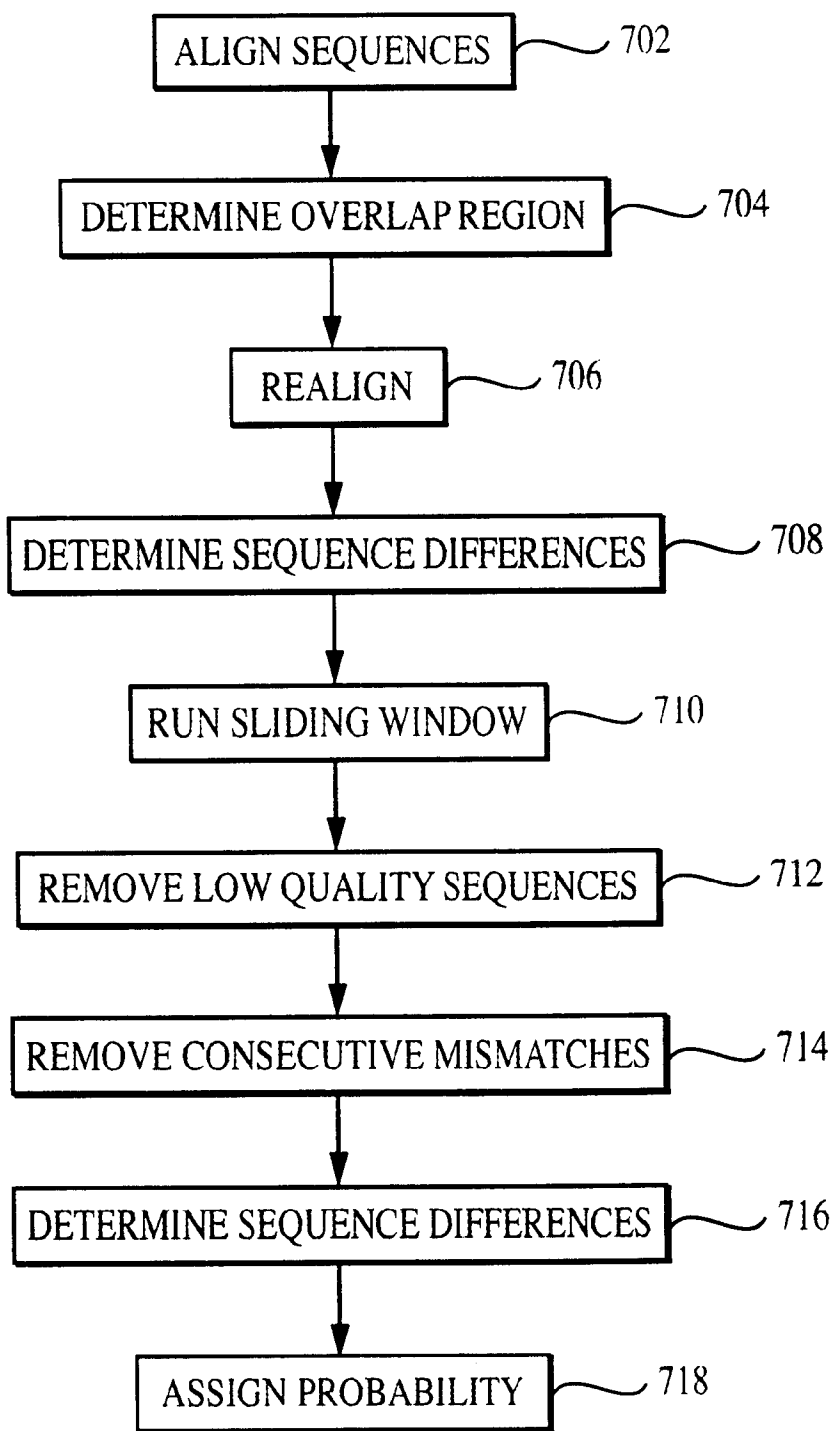 ALIGN SEQUENCES 702
DETERMINE OVERLAP REGION 704
REALIGN 706
DETERMINE SEQUENCE DIFFERENCES 708
RUN SLIDING WINDOW 710
REMOVE LOW QUALITY SEQUENCES 712
REMOVE CONSECUTIVE MISMATCHES 714
DETERMINE SEQUENCE DIFFERENCES 716
ASSIGN PROBABILITY 718